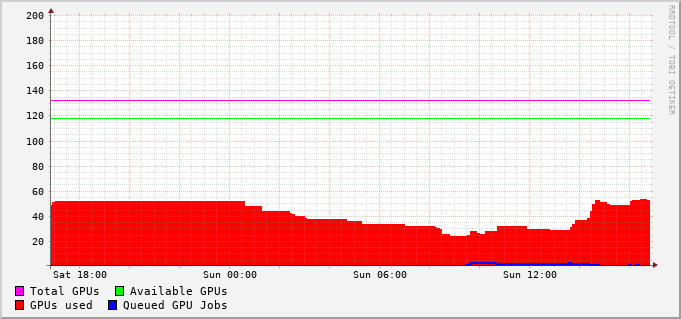 200
180
160
140
120
100
80
60
40
20
Sat 18:00 Sun 00:00 Sun 06:00 Sun 12:00
Total GPUs Available GPUs
GPUs used Queued GPU Jobs
RRDTOOL / TOBI OETIKER